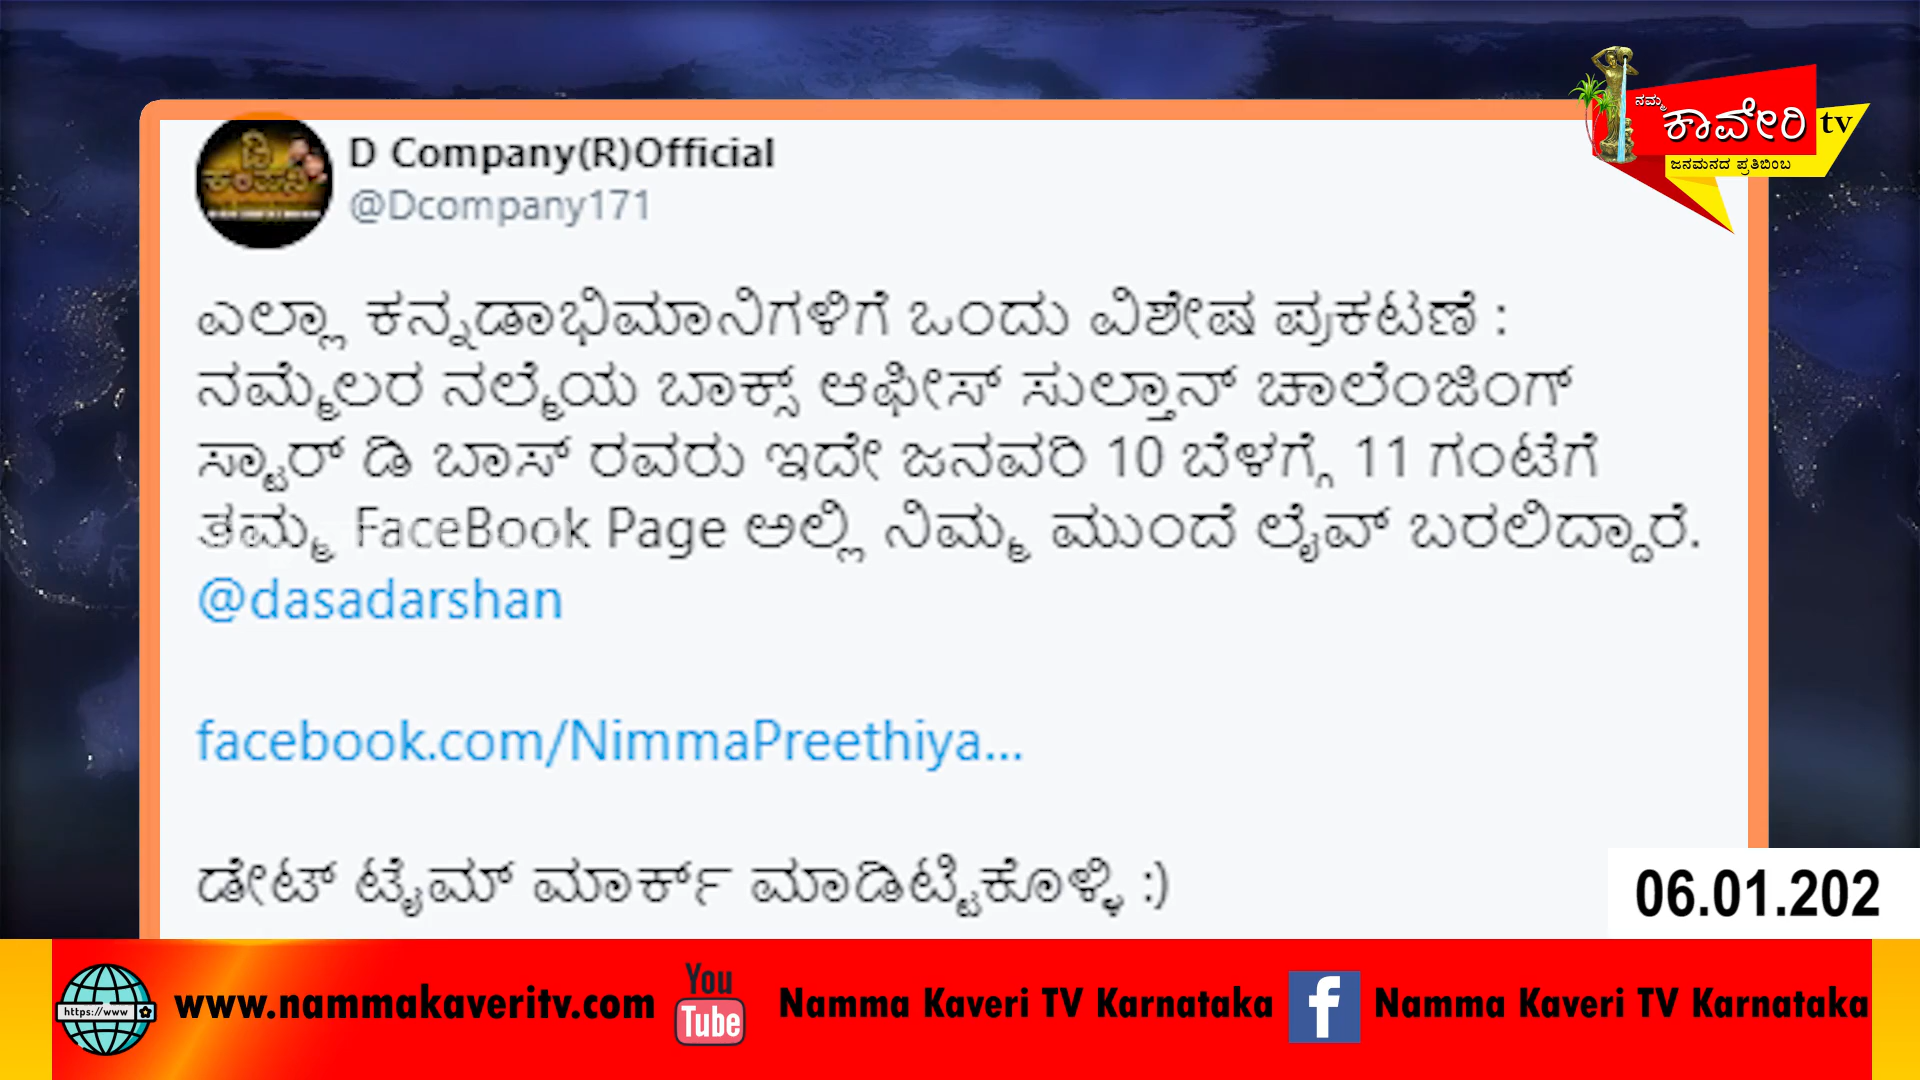 ನಮ್ಮ
ಕಾವೇರಿ tv
ಜನಮನದ ಪ್ರತಿಬಿಂಬ
D Company(R)Official
@Dcompany171
ಎಲ್ಲಾ ಕನ್ನಡಾಭಿಮಾನಿಗಳಿಗೆ ಒಂದು ವಿಶೇಷ ಪ್ರಕಟಣೆ :
ನಮ್ಮೆಲರ ನಲ್ಮೆಯ ಬಾಕ್ಸ್ ಆಫೀಸ್ ಸುಲ್ತಾನ್ ಚಾಲೆಂಜಿಂಗ್
ಸ್ಟಾರ್ ಡಿ ಬಾಸ್ ರವರು ಇದೇ ಜನವರಿ 10 ಬೆಳಗ್ಗೆ 11 ಗಂಟೆಗೆ
ತಮ್ಮ FaceBook Page ಅಲ್ಲಿ ನಿಮ್ಮ ಮುಂದೆ ಲೈವ್ ಬರಲಿದ್ದಾರೆ.
@dasadarshan
facebook.com/NimmaPreethiya...
ಡೇಟ್ ಟೈಮ್ ಮಾರ್ಕ್ ಮಾಡಿಟ್ಟಿಕೊಳ್ಳಿ :)
06.01.202
https://www
www.nammakaveritv.com
You
Tube
Namma Kaveri TV Karnataka
f
Namma Kaveri TV Karnataka